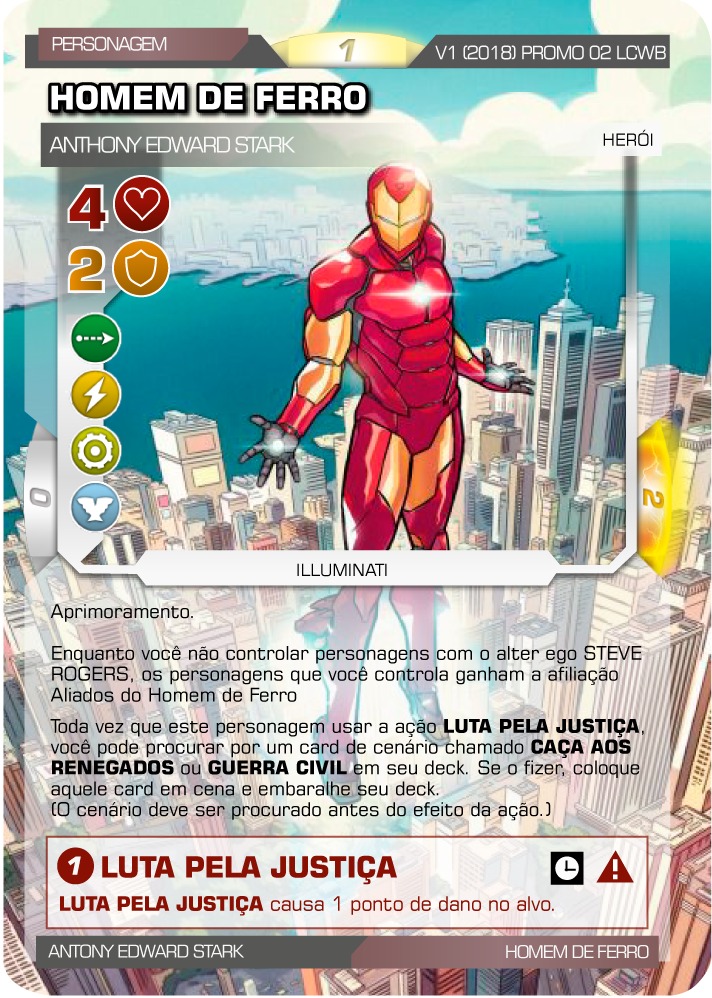 PERSONAGEM
1
V1 (2018) PROMO 02 LCWB
HOMEM DE FERRO
ANTHONY EDWARD STARK
HERÓI
4
2
0
2
ILLUMINATI
Aprimoramento.
Enquanto você não controlar personagens com o alter ego STEVE
ROGERS, os personagens que você controla ganham a afiliação
Aliados do Homem de Ferro
Toda vez que este personagem usar a ação LUTA PELA JUSTIÇA,
você pode procurar por um card de cenário chamado CAÇA AOS
RENEGADOS ou GUERRA CIVIL em seu deck. Se o fizer, coloque
aquele card em cena e embaralhe seu deck.
(O cenário deve ser procurado antes do efeito da ação.)
1 LUTA PELA JUSTIÇA
LUTA PELA JUSTIÇA causa 1 ponto de dano no alvo.
ANTONY EDWARD STARK
HOMEM DE FERRO